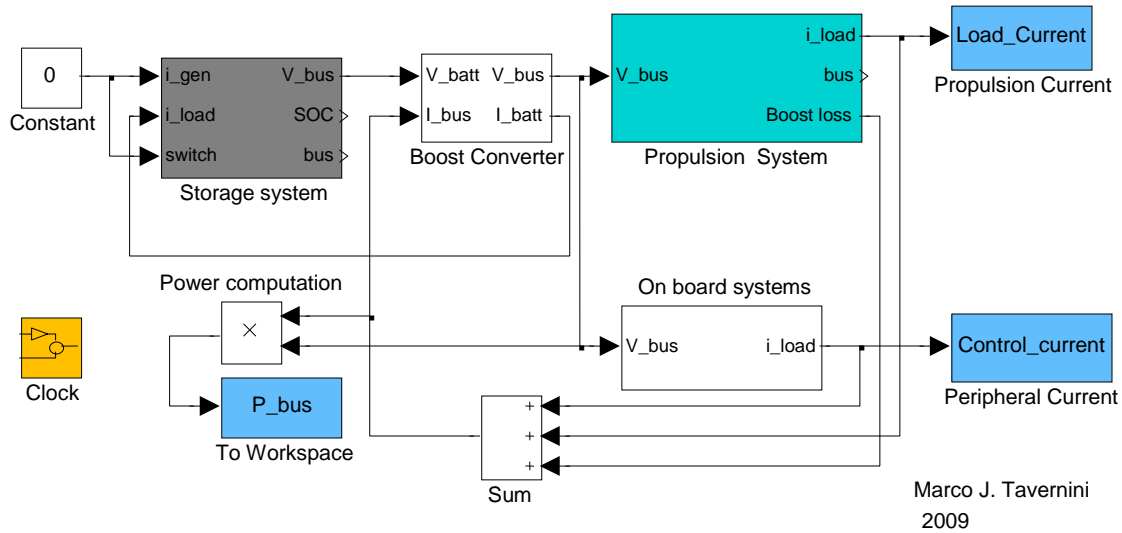 0
Constant
i_gen
V_bus
i_load
SOC
switch
bus
Storage system
V_batt
V_bus
I_bus
I_batt
Boost Converter
V_bus
i_load
bus
Boost loss
Propulsion  System
Load_Current
Propulsion Current
Power computation
×
P_bus
To Workspace
Clock
On board systems
V_bus
i_load
Control_current
Peripheral Current
+
+
+
Sum
Marco J. Tavernini
2009